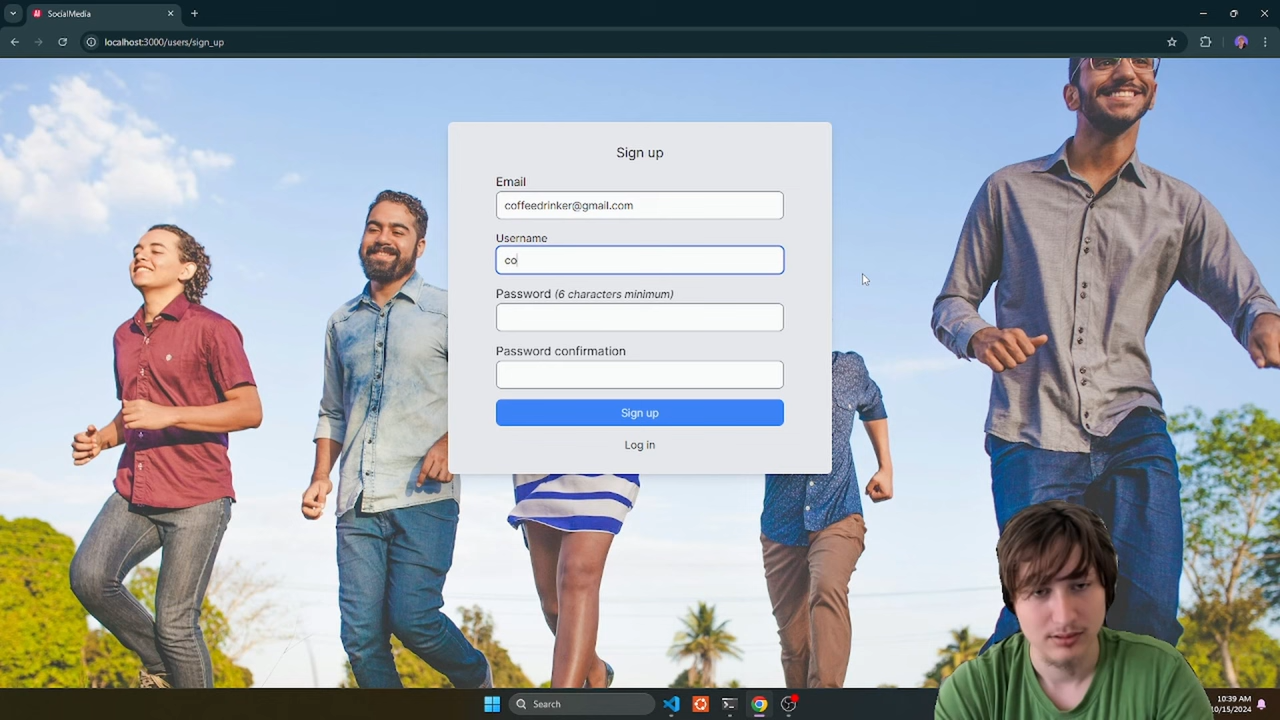 SocialMedia
localhost:3000/users/sign_up
Sign up
Email
coffeedrinker@gmail.com
Username
co
Password (6 characters minimum)
Password confirmation
Sign up
Log in
Search
10:39 AM
10/15/2024